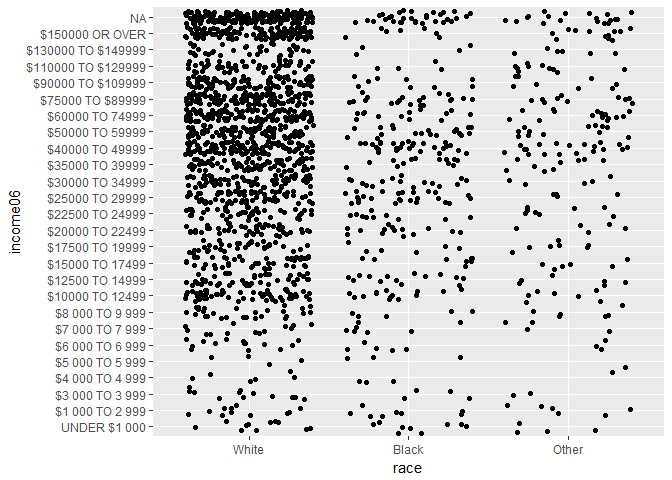 NA
$150000 OR OVER
$130000 TO $149999
$110000 TO $129999
$90000 TO $109999
$75000 TO $89999
$60000 TO 74999
$50000 TO 59999
$40000 TO 49999
$35000 TO 39999
$30000 TO 34999
$25000 TO 29999
$22500 TO 24999
$20000 TO 22499
$17500 TO 19999
$15000 TO 17499
$12500 TO 14999
$10000 TO 12499
$8 000 TO 9 999
$7 000 TO 7 999
$6 000 TO 6 999
$5 000 TO 5 999
$4 000 TO 4 999
$3 000 TO 3 999
$1 000 TO 2 999
UNDER $1 000
income06
White Black Other
race